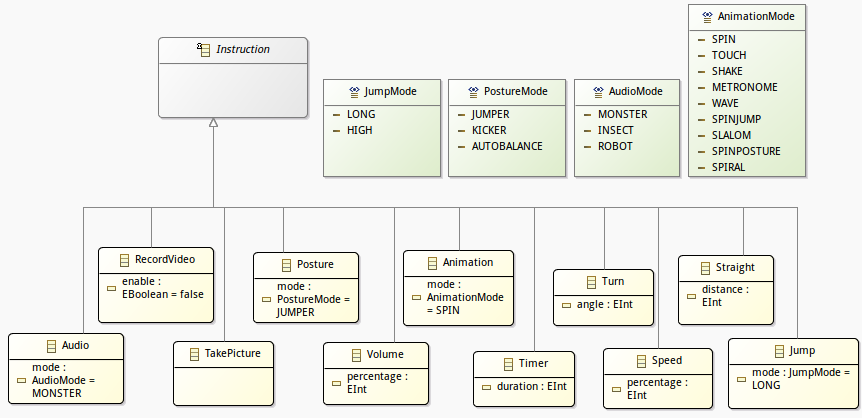 Instruction
JumpMode
LONG
HIGH
PostureMode
JUMPER
KICKER
AUTOBALANCE
AudioMode
MONSTER
INSECT
ROBOT
AnimationMode
SPIN
TOUCH
SHAKE
METRONOME
WAVE
SPINJUMP
SLALOM
SPINPOSTURE
SPIRAL
RecordVideo
enable :
EBoolean = false
Posture
mode :
PostureMode =
JUMPER
Animation
mode :
AnimationMode
= SPIN
Turn
angle : EInt
Straight
distance :
EInt
Audio
mode :
AudioMode =
MONSTER
TakePicture
Volume
percentage :
EInt
Timer
duration : EInt
Speed
percentage :
EInt
Jump
mode : JumpMode =
LONG